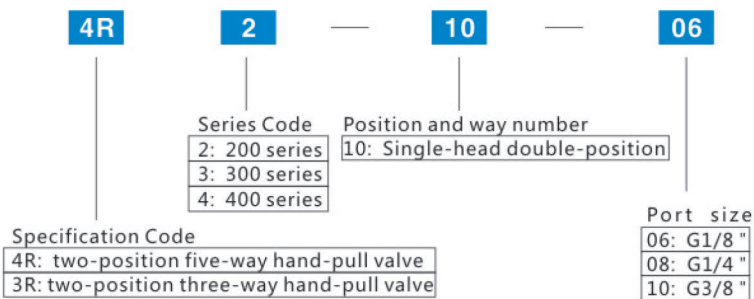 4R 2 — 10 — 06
Series Code
2: 200 series
3: 300 series
4: 400 series
Position and way number
10: Single-head double-position
Specification Code
4R: two-position five-way hand-pull valve
3R: two-position three-way hand-pull valve
Port size
06: G1/8 "
08: G1/4 "
10: G3/8 "